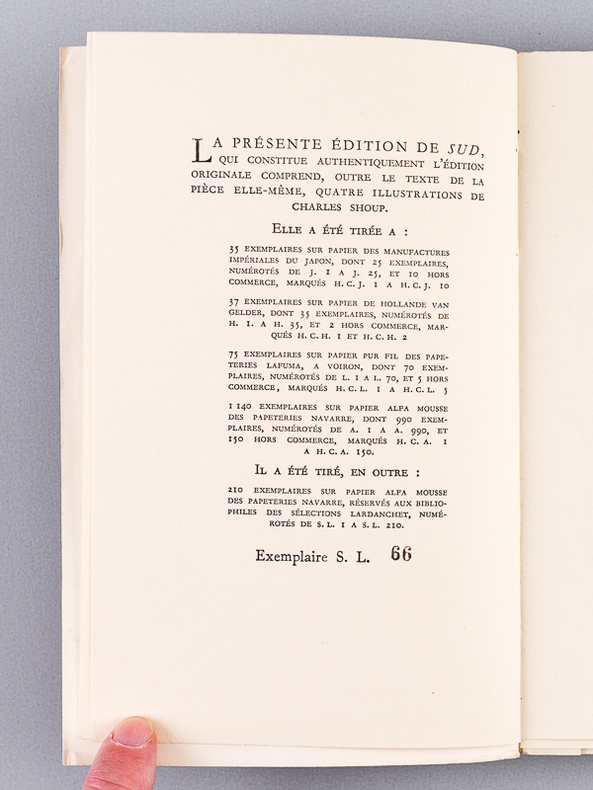 LA PRÉSENTE ÉDITION DE SUD,
QUI CONSTITUE AUTHENTIQUEMENT L'ÉDITION
ORIGINALE COMPREND, OUTRE LE TEXTE DE LA
PIÈCE ELLE-MÊME, QUATRE ILLUSTRATIONS DE
CHARLES SHOUP.
ELLE A ÉTÉ TIRÉE A :
35 EXEMPLAIRES SUR PAPIER DES MANUFACTURES
IMPÉRIALES DU JAPON, DONT 25 EXEMPLAIRES,
NUMÉROTÉS DE J. 1 A J. 25, ET 10 HORS
COMMERCE, MARQUÉS H.C.J. 1 A H.C.J. 10
37 EXEMPLAIRES SUR PAPIER DE HOLLANDE VAN
GELDER, DONT 35 EXEMPLAIRES, NUMÉROTÉS DE
H. 1. A H. 35, ET 2 HORS COMMERCE, MAR-
QUÉS H.C.H. 1 ET H.C.H. 2
75 EXEMPLAIRES SUR PAPIER PUR FIL DES PAPE-
TERIES LAFUMA, A VOIRON, DONT 70 EXEM-
PLAIRES, NUMÉROTÉS DE L. 1 A L. 70, ET 5 HORS
COMMERCE, MARQUÉS H.C.L. 1 A H.C.L. 5
1 140 EXEMPLAIRES SUR PAPIER ALFA MOUSSE
DES PAPETERIES NAVARRE, DONT 990 EXEM-
PLAIRES, NUMÉROTÉS DE A. 1 A A. 990, ET
150 HORS COMMERCE, MARQUÉS H.C.A. 1
A H.C.A. 150.
IL A ÉTÉ TIRÉ, EN OUTRE :
210 EXEMPLAIRES SUR PAPIER ALFA MOUSSE
DES PAPETERIES NAVARRE, RÉSERVÉS AUX BIBLIO-
PHILES DES SÉLECTIONS LARDANCHET, NUMÉ-
ROTÉS DE S.L. 1 A S.L. 210.
Exemplaire S. L. 66